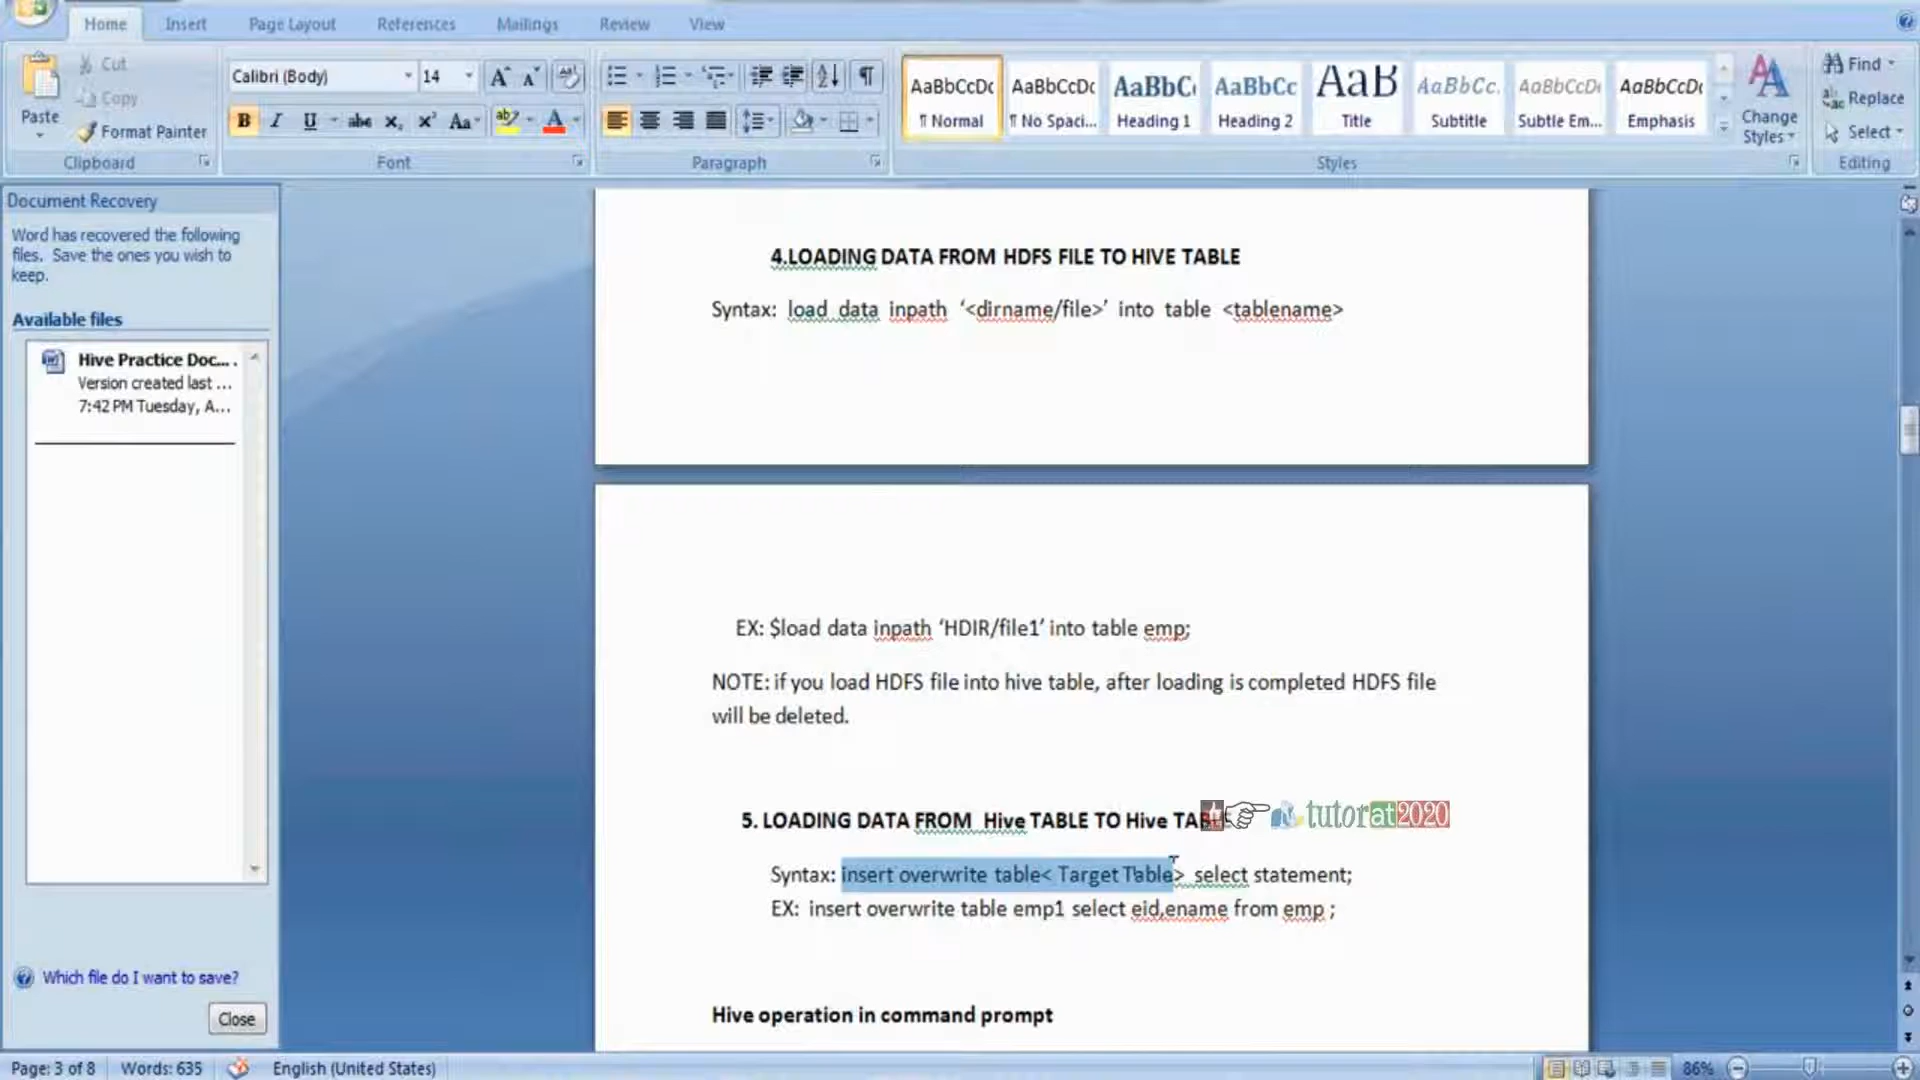 Home Insert Page Layout References Mailings Review View
Cut
Copy
Format Painter
Paste
Clipboard
Calibri (Body) 14
B I U abc X₂ X² Aa
Font
Paragraph
AaBbCcDc AaBbCcDc AaBbC AaBbCc AaB AaBbCc. AaBbCcDı AaBbCcDc
¶ Normal ¶ No Spaci... Heading 1 Heading 2 Title Subtitle Subtle Em... Emphasis
Styles
Change
Styles
Find
Replace
Select
Editing
Document Recovery
Word has recovered the following
files. Save the ones you wish to
keep.
Available files
Hive Practice Doc....
Version created last ...
7:42 PM Tuesday, A...
Which file do I want to save?
Close
4.LOADING DATA FROM HDFS FILE TO HIVE TABLE
Syntax: load data inpath ‘<dirname/file>’ into table <tablename>
EX: $load data inpath ‘HDIR/file1’ into table emp;
NOTE: if you load HDFS file into hive table, after loading is completed HDFS file
will be deleted.
5. LOADING DATA FROM Hive TABLE TO Hive TAB
tutorat2020
Syntax: insert overwrite table< Target Table> select statement;
EX: insert overwrite table emp1 select eid,ename from emp ;
Hive operation in command prompt
Page: 3 of 8 Words: 635 English (United States) 86%